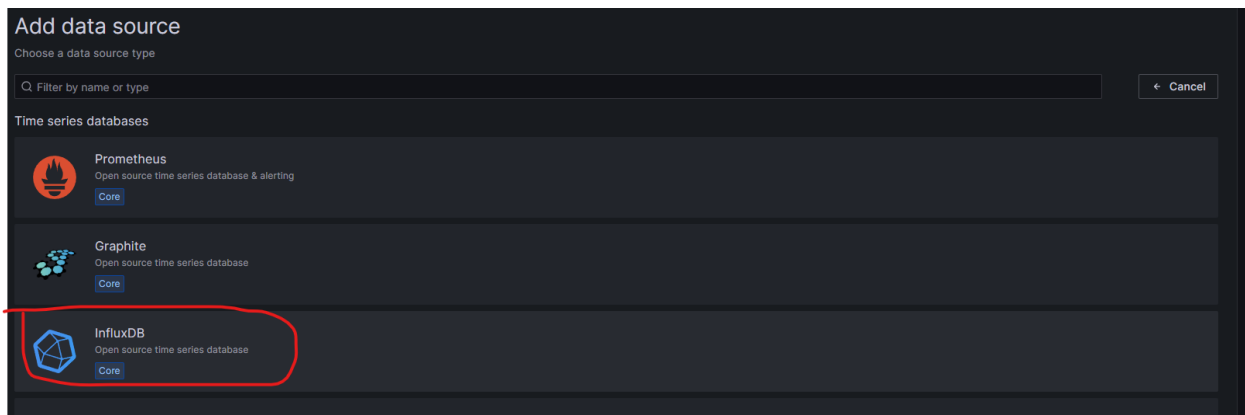 Add data source
Choose a data source type
Filter by name or type
← Cancel
Time series databases
Prometheus
Open source time series database & alerting
Core
Graphite
Open source time series database
Core
InfluxDB
Open source time series database
Core